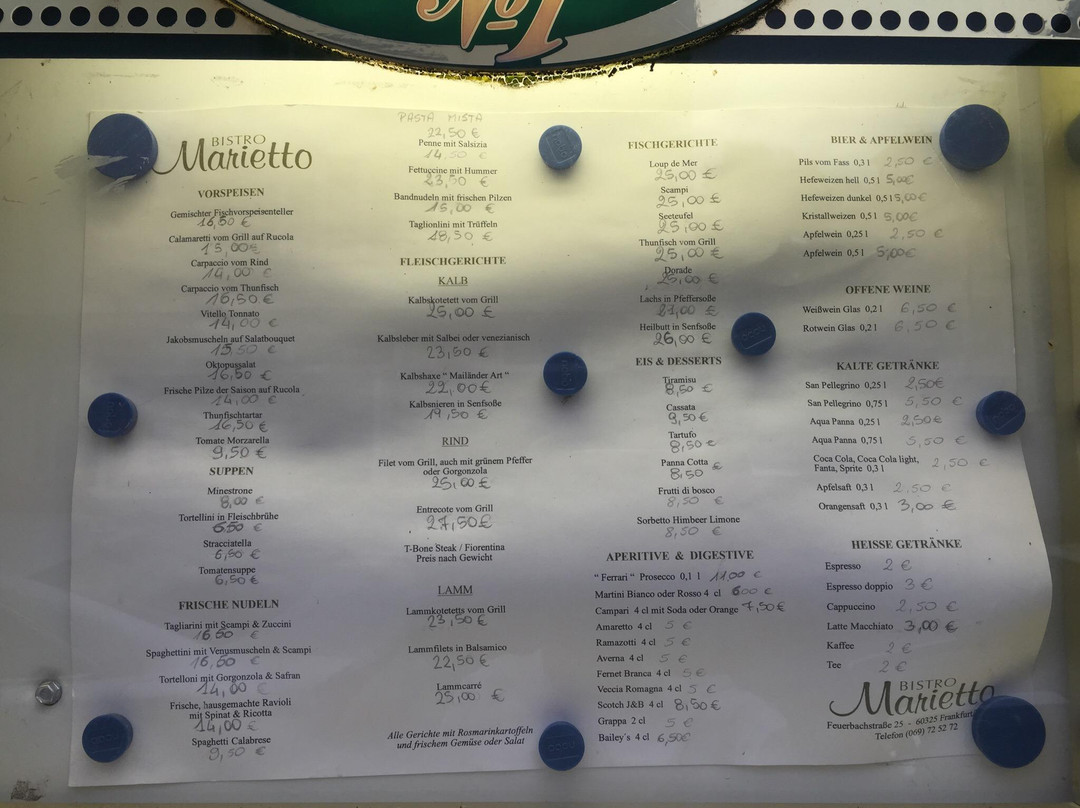 BISTRO
Marietto
VORSPEISEN
Gemischter Fischvorspeisenteller
16,50 €
Calamaretti vom Grill auf Rucola
15,00 €
Carpaccio vom Rind
14,00 €
Carpaccio vom Thunfisch
16,50 €
Vitello Tonnato
14,00 €
Jakobsmuscheln auf Salatbouquet
15,50 €
Oktopussalat
16,50 €
Frische Pilze der Saison auf Rucola
14,00 €
Thunfischtartar
16,50 €
Tomate Morzarella
9,50 €
SUPPEN
Minestrone
8,00 €
Tortellini in Fleischbrühe
6,50 €
Stracciatella
6,50 €
Tomatensuppe
6,50 €
FRISCHE NUDELN
Tagliarini mit Scampi & Zuccini
16,50 €
Spaghettini mit Venusmuscheln & Scampi
16,50 €
Tortelloni mit Gorgonzola & Safran
14,00 €
Frische, hausgemachte Ravioli
mit Spinat & Ricotta
14,00 €
Spaghetti Calabrese
9,50 €
PASTA MISTA
22,50 €
Penne mit Salsizia
14,50 €
Fettuccine mit Hummer
23,50 €
Bandnudeln mit frischen Pilzen
15,00 €
Taglionlini mit Trüffeln
18,50 €
FLEISCHGERICHTE
KALB
Kalbskotetett vom Grill
25,00 €
Kalbsleber mit Salbei oder venezianisch
23,50 €
Kalbshaxe " Mailänder Art "
22,00 €
Kalbsnieren in Senfsoße
19,50 €
RIND
Filet vom Grill, auch mit grünem Pfeffer
oder Gorgonzola
25,00 €
Entrecote vom Grill
27,50 €
T-Bone Steak / Fiorentina
Preis nach Gewicht
LAMM
Lammkotetetts vom Grill
23,50 €
Lammfilets in Balsamico
22,50 €
Lammcarré
25,00 €
Alle Gerichte mit Rosmarinkartoffeln
und frischem Gemüse oder Salat
FISCHGERICHTE
Loup de Mer
25,00 €
Scampi
25,00 €
Seeteufel
25,00 €
Thunfisch vom Grill
25,00 €
Dorade
25,00 €
Lachs in Pfeffersoße
21,00 €
Heilbutt in Senfsoße
26,00 €
EIS & DESSERTS
Tiramisu
8,50 €
Cassata
9,50 €
Tartufo
8,50 €
Panna Cotta
8,50 €
Frutti di bosco
8,50 €
Sorbetto Himbeer Limone
8,50 €
APERITIVE & DIGESTIVE
" Ferrari " Prosecco 0,1 l 11,00 €
Martini Bianco oder Rosso 4 cl 6,00 €
Campari 4 cl mit Soda oder Orange 7,50 €
Amaretto 4 cl 5 €
Ramazotti 4 cl 5 €
Averna 4 cl 5 €
Fernet Branca 4 cl 5 €
Veccia Romagna 4 cl 5 €
Scotch J&B 4 cl 8,50 €
Grappa 2 cl 5 €
Bailey's 4 cl 6,50€
BIER & APFELWEIN
Pils vom Fass 0,3 l 2,50 €
Hefeweizen hell 0,5 l 5,00€
Hefeweizen dunkel 0,5 l 5,00€
Kristallweizen 0,5 l 5,00€
Apfelwein 0,25 l 2,50 €
Apfelwein 0,5 l 5,00€
OFFENE WEINE
Weißwein Glas 0,2 l 6,50 €
Rotwein Glas 0,2 l 6,50 €
KALTE GETRÄNKE
San Pellegrino 0,25 l 2,50€
San Pellegrino 0,75 l 5,50 €
Aqua Panna 0,25 l 2,50€
Aqua Panna 0,75 l 5,50 €
Coca Cola, Coca Cola light,
Fanta, Sprite 0,3 l 2,50 €
Apfelsaft 0,3 l 2,50 €
Orangensaft 0,3 l 3,00 €
HEISSE GETRÄNKE
Espresso 2 €
Espresso doppio 3 €
Cappuccino 2,50 €
Latte Macchiato 3,00 €
Kaffee 2 €
Tee 2 €
BISTRO
Marietto
Feuerbachstraße 25 - 60325 Frankfurt
Telefon (069) 72 52 72